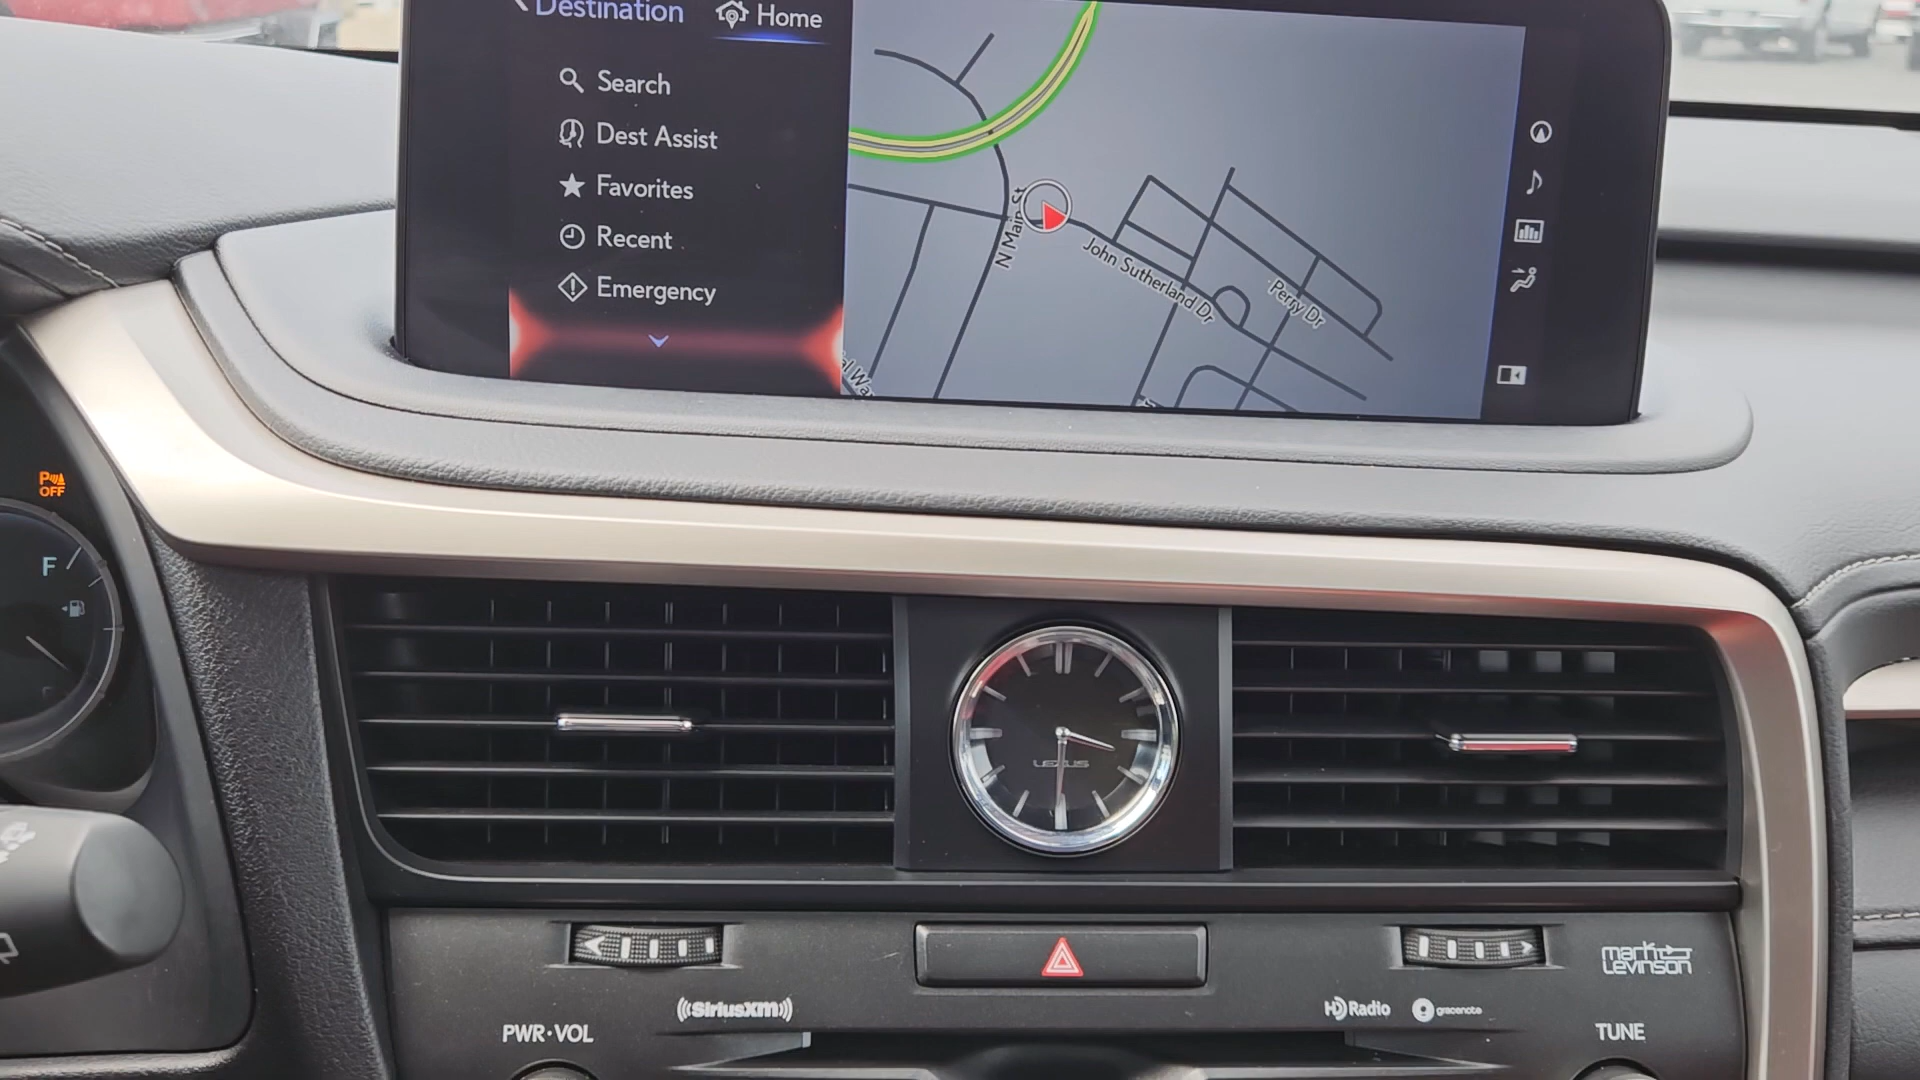 Destination
Home
Search
Dest Assist
Favorites
Recent
Emergency
N Main St
John Sutherland Dr
Perry Dr
P
OFF
F
LEXUS
mark
Levinson
((SiriusXM))
HD Radio
gracenote
PWR·VOL
TUNE